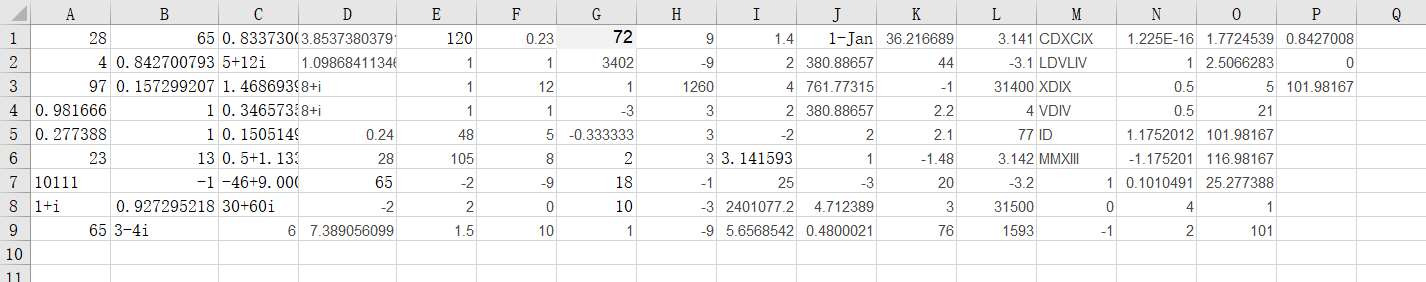 A B C D E F G H I J K L M N O P Q
1 28 65 0.8337300 3.8537380379 120 0.23 72 9 1.4 1-Jan 36.216689 3.141 CDXCIX 1.225E-16 1.7724539 0.8427008
2 4 0.842700793 5+12i 1.0986841134 1 1 3402 -9 2 380.88657 44 -3.1 LDVLIV 1 2.5066283 0
3 97 0.157299207 1.4686939 8+i 1 12 1 1260 4 761.77315 -1 31400 XDIX 0.5 5 101.98167
4 0.981666 1 0.346573 8+i 1 1 -3 3 2 380.88657 2.2 4 VDIV 0.5 21
5 0.277388 1 0.150514 0.24 48 5 -0.333333 3 -2 2 2.1 77 ID 1.1752012 101.98167
6 23 13 0.5+1.13 28 105 8 2 3 3.141593 1 -1.48 3.142 MMXIII -1.175201 116.98167
7 10111 -1 -46+9.00 65 -2 -9 18 -1 25 -3 20 -3.2 1 0.1010491 25.277388
8 1+i 0.927295218 30+60i -2 2 0 10 -3 2401077.2 4.712389 3 31500 0 4 1
9 65 3-4i 6 7.389056099 1.5 10 1 -9 5.6568542 0.4800021 76 1593 -1 2 101
10
11